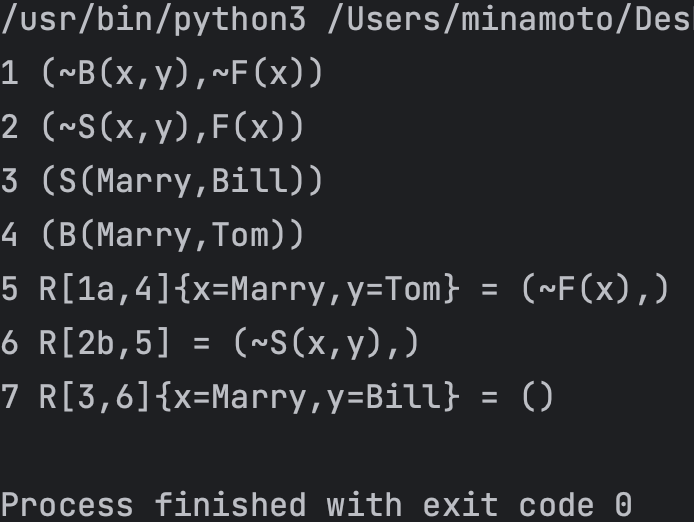 /usr/bin/python3 /Users/minamoto/Des
1 (~B(x,y),~F(x))
2 (~S(x,y),F(x))
3 (S(Marry,Bill))
4 (B(Marry,Tom))
5 R[1a,4]{x=Marry,y=Tom} = (~F(x),)
6 R[2b,5] = (~S(x,y),)
7 R[3,6]{x=Marry,y=Bill} = ()
Process finished with exit code 0